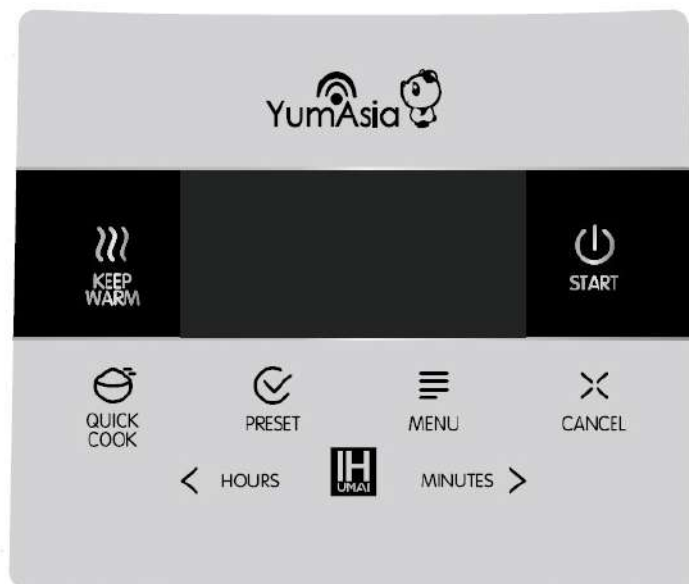 YumAsia
KEEP
WARM
START
QUICK
COOK
PRESET
MENU
CANCEL
HOURS
IH
UMAI
MINUTES